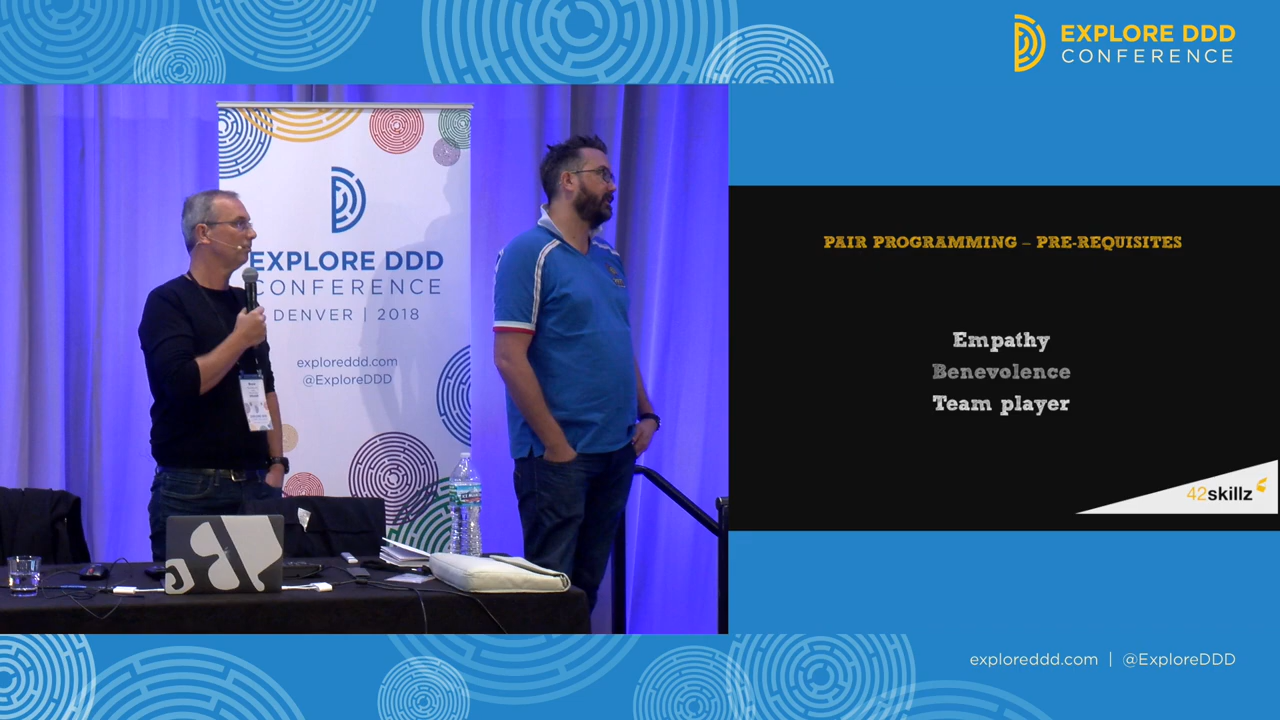 EXPLORE DDD
CONFERENCE
EXPLORE DDD
CONFERENCE
DENVER | 2018
exploreddd.com
@ExploreDDD
PAIR PROGRAMMING – PRE-REQUISITES
Empathy
Benevolence
Team player
42skillz
exploreddd.com | @ExploreDDD